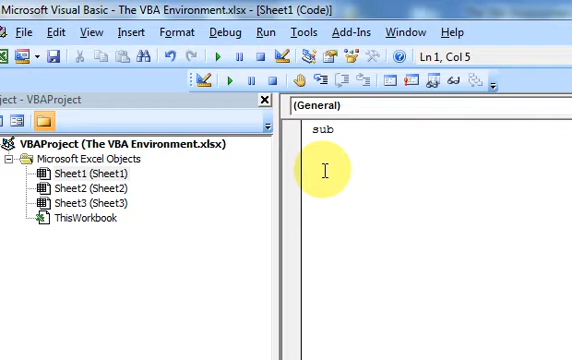 Microsoft Visual Basic - The VBA Environment.xlsx - [Sheet1 (Code)]
File Edit View Insert Format Debug Run Tools Add-Ins Window Help
Ln 1, Col 5
ject - VBAProject
(General)
VBAProject (The VBA Environment.xlsx)
Microsoft Excel Objects
Sheet1 (Sheet1)
Sheet2 (Sheet2)
Sheet3 (Sheet3)
ThisWorkbook
sub